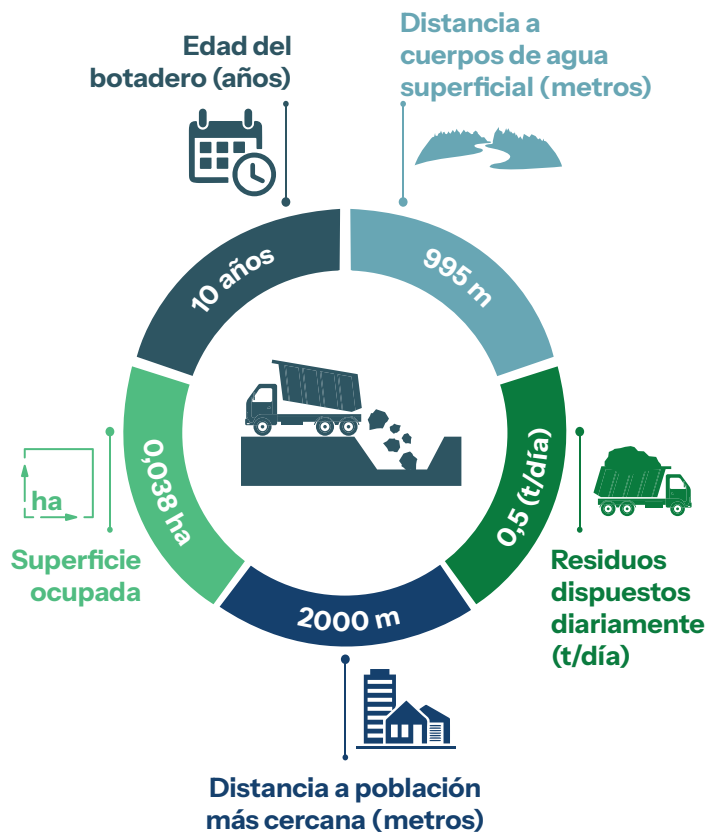 Edad del
botadero (años)
Distancia a
cuerpos de agua
superficial (metros)
10 años
995 m
0,038 ha
0,5 (t/día)
2000 m
ha
Superficie
ocupada
Residuos
dispuestos
diariamente
(t/día)
Distancia a población
más cercana (metros)